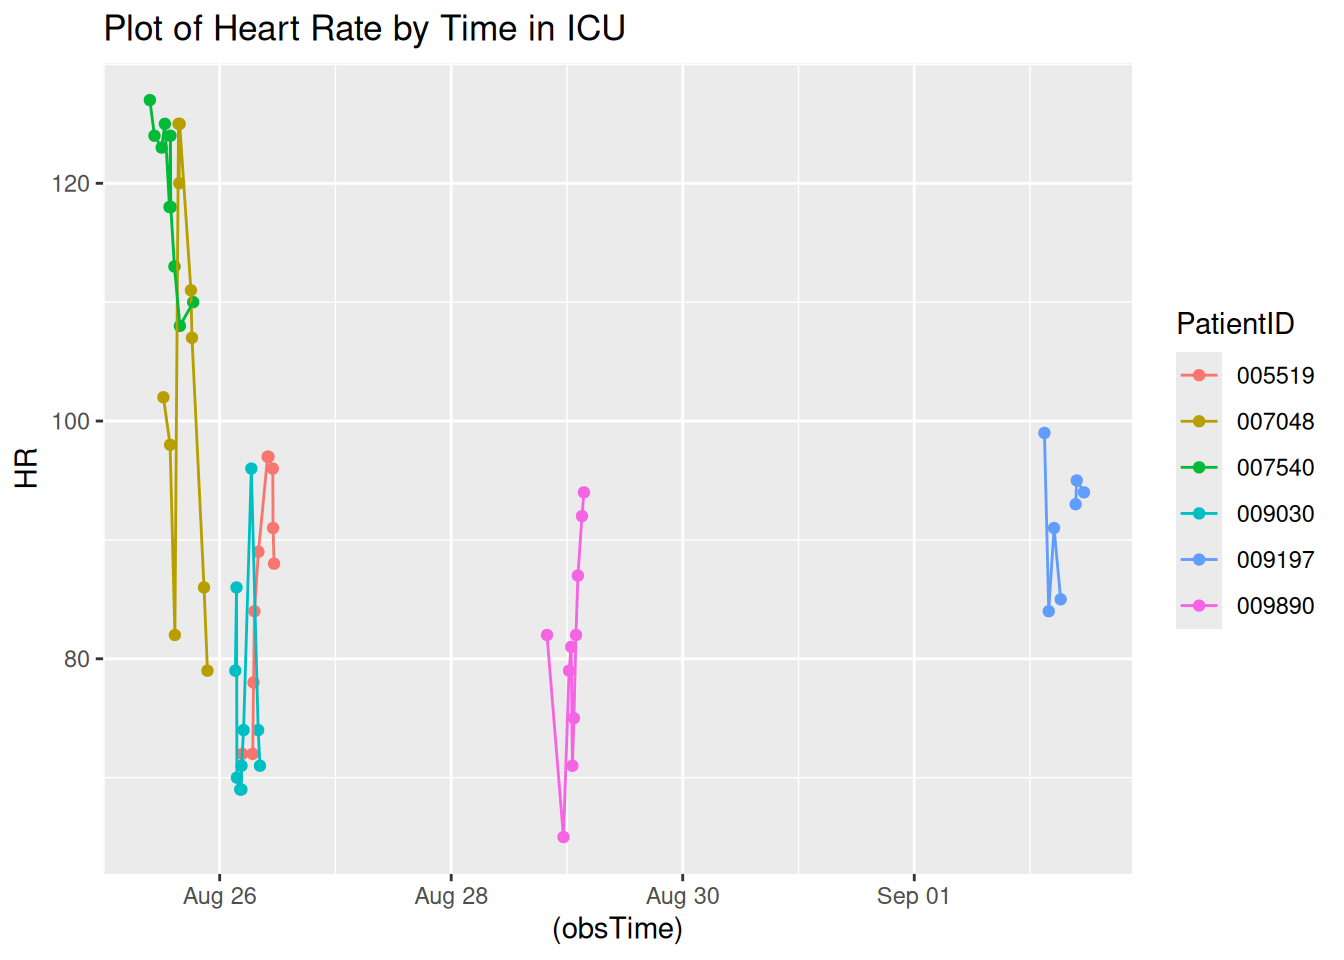 Plot of Heart Rate by Time in ICU
HR
120
100
80
Aug 26
Aug 28
Aug 30
Sep 01
(obsTime)
PatientID
005519
007048
007540
009030
009197
009890